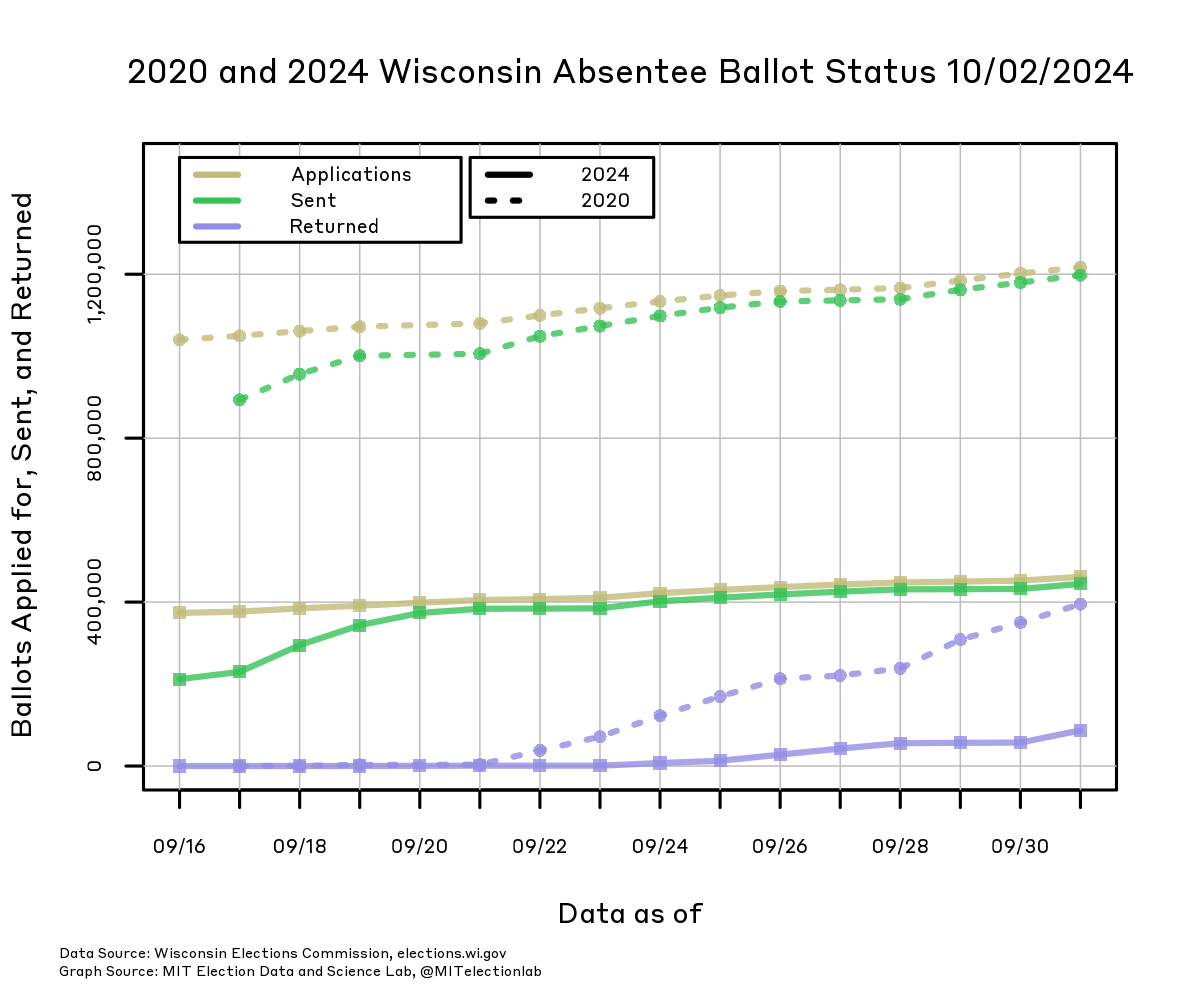 2020 and 2024 Wisconsin Absentee Ballot Status 10/02/2024
Applications
Sent
Returned
2024
2020
Ballots Applied for, Sent, and Returned
1,200,000
800,000
400,000
0
09/16 09/18 09/20 09/22 09/24 09/26 09/28 09/30
Data as of
Data Source: Wisconsin Elections Commission, elections.wi.gov
Graph Source: MIT Election Data and Science Lab, @MITelectionlab